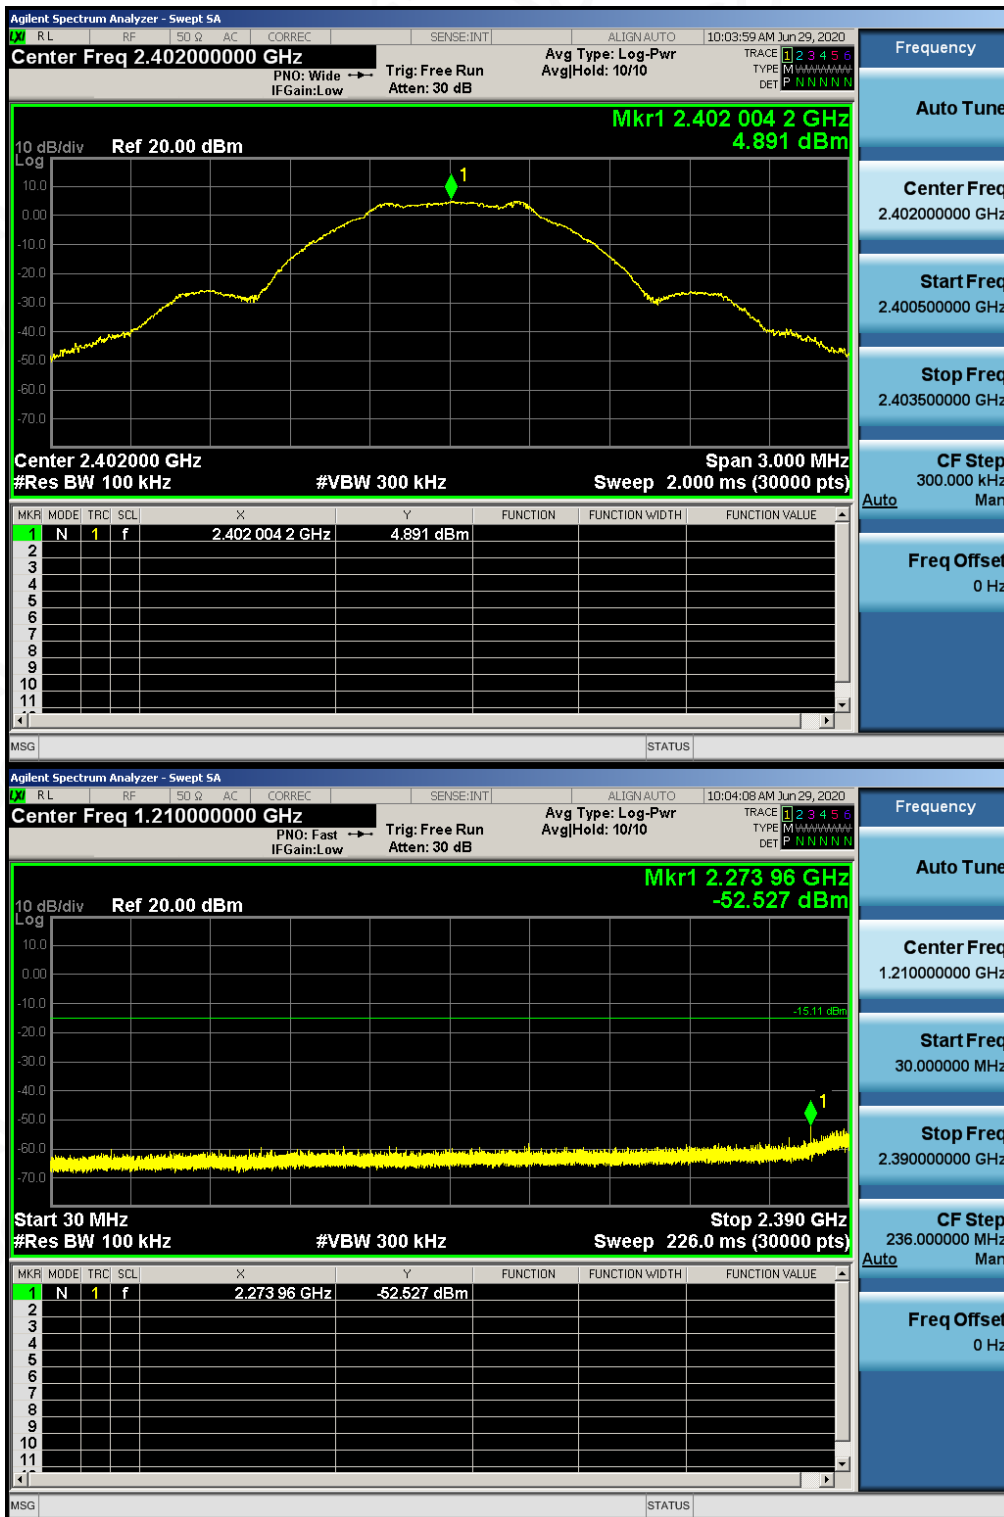 Agilent Spectrum Analyzer - Swept SA
LXI RL RF 50 Ω AC CORREC SENSE:INT ALIGN AUTO 10:03:59 AM Jun 29, 2020
Center Freq 2.402000000 GHz
PNO: Wide
IFGain:Low
Trig: Free Run
Atten: 30 dB
Avg Type: Log-Pwr
Avg|Hold: 10/10
TRACE 1 2 3 4 5 6
TYPE M WWWWW
DET P N N N N N
Mkr1 2.402 004 2 GHz
4.891 dBm
10 dB/div Ref 20.00 dBm
Log
1
10.0
0.00
-10.0
-20.0
-30.0
-40.0
-50.0
-60.0
-70.0
Center 2.402000 GHz Span 3.000 MHz
#Res BW 100 kHz #VBW 300 kHz Sweep 2.000 ms (30000 pts)
MKR MODE TRC SCL X Y FUNCTION FUNCTION WIDTH FUNCTION VALUE
1 N 1 f 2.402 004 2 GHz 4.891 dBm
2
3
4
5
6
7
8
9
10
11
MSG STATUS
Frequency
Auto Tune
Center Freq
2.402000000 GHz
Start Freq
2.400500000 GHz
Stop Freq
2.403500000 GHz
CF Step
300.000 kHz
Auto Man
Freq Offset
0 Hz
Agilent Spectrum Analyzer - Swept SA
LXI RL RF 50 Ω AC CORREC SENSE:INT ALIGN AUTO 10:04:08 AM Jun 29, 2020
Center Freq 1.210000000 GHz
PNO: Fast
IFGain:Low
Trig: Free Run
Atten: 30 dB
Avg Type: Log-Pwr
Avg|Hold: 10/10
TRACE 1 2 3 4 5 6
TYPE M WWWWW
DET P N N N N N
Mkr1 2.273 96 GHz
-52.527 dBm
10 dB/div Ref 20.00 dBm
Log
10.0
0.00
-10.0
-15.11 dBm
-20.0
-30.0
-40.0
1
-50.0
-60.0
-70.0
Start 30 MHz Stop 2.390 GHz
#Res BW 100 kHz #VBW 300 kHz Sweep 226.0 ms (30000 pts)
MKR MODE TRC SCL X Y FUNCTION FUNCTION WIDTH FUNCTION VALUE
1 N 1 f 2.273 96 GHz -52.527 dBm
2
3
4
5
6
7
8
9
10
11
MSG STATUS
Frequency
Auto Tune
Center Freq
1.210000000 GHz
Start Freq
30.000000 MHz
Stop Freq
2.390000000 GHz
CF Step
236.000000 MHz
Auto Man
Freq Offset
0 Hz